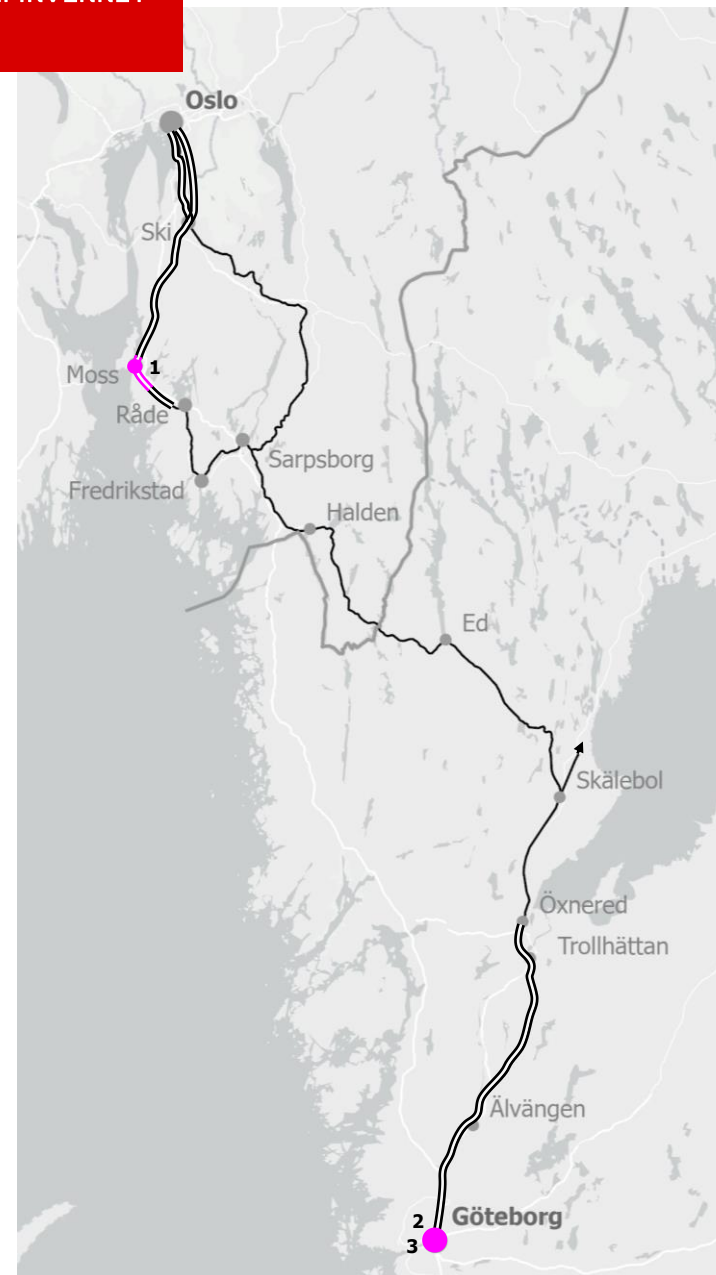 Oslo
Ski
1
Moss
Råde
Sarpsborg
Fredrikstad
Halden
Ed
Skälebol
Öxnered
Trollhättan
Älvängen
Göteborg
2
3